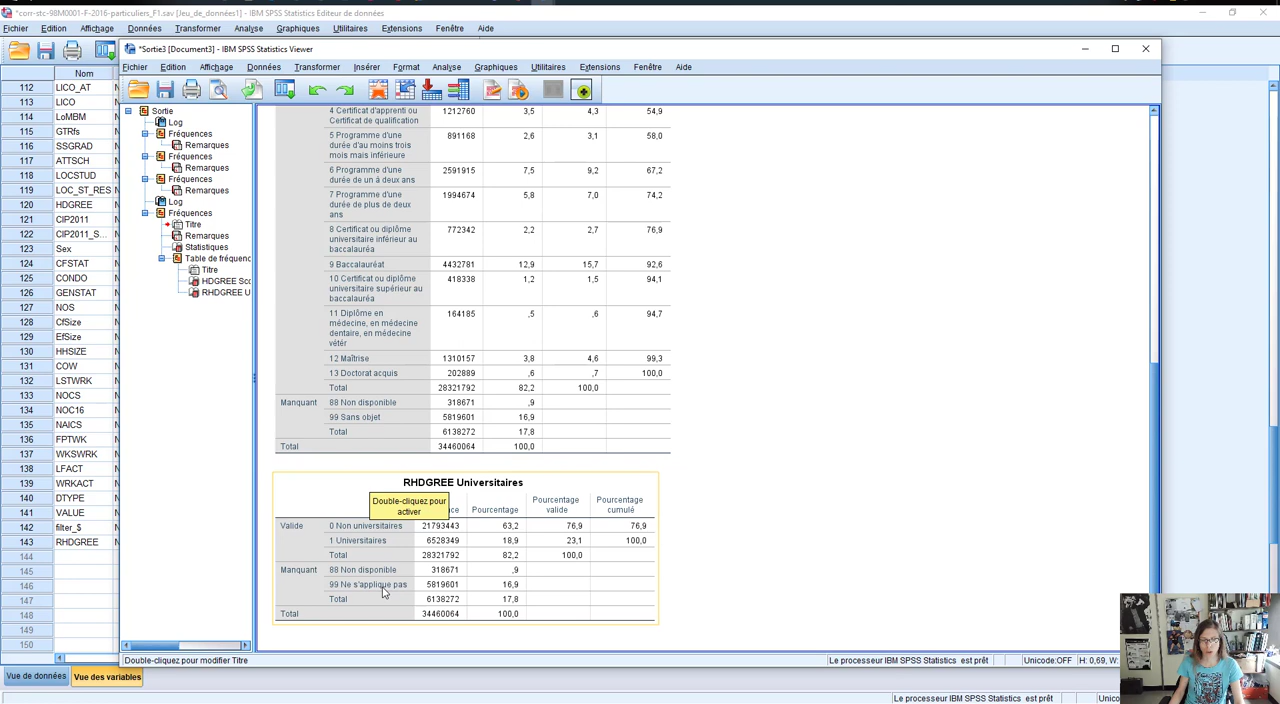 *corr-stc-98M0001-F-2016-particuliers_F1.sav [Jeu_de_données1] - IBM SPSS Statistics Editeur de données
Fichier Edition Affichage Données Transformer Analyse Graphiques Utilitaires Extensions Fenêtre Aide
*Sortie3 [Document3] - IBM SPSS Statistics Viewer
Fichier Edition Affichage Données Transformer Insérer Format Analyse Graphiques Utilitaires Extensions Fenêtre Aide
Nom
112 LICO_AT
113 LICO
114 LoMBM
115 GTRfs
116 SSGRAD
117 ATTSCH
118 LOCSTUD
119 LOC_ST_RES
120 HDGREE
121 CIP2011
122 CIP2011_S...
123 Sex
124 CFSTAT
125 CONDO
126 GENSTAT
127 NOS
128 CfSize
129 EfSize
130 HHSIZE
131 COW
132 LSTWRK
133 NOCS
134 NOC16
135 NAICS
136 FPTWK
137 WKSWRK
138 LFACT
139 WRKACT
140 DTYPE
141 VALUE
142 filter_$
143 RHDGREE
144
145
146
147
148
149
150
Sortie
Log
Fréquences
Remarques
Fréquences
Remarques
Fréquences
Remarques
Log
Fréquences
Titre
Remarques
Statistiques
Table de fréquenc
Titre
HDGREE Sco
RHDGREE U
4 Certificat d'apprenti ou 1212760 3,5 4,3 54,9
Certificat de qualification
5 Programme d'une 891168 2,6 3,1 58,0
durée d'au moins trois
mois mais inférieure
6 Programme d'une 2591915 7,5 9,2 67,2
durée de un à deux ans
7 Programme d'une 1994674 5,8 7,0 74,2
durée de plus de deux
ans
8 Certificat ou diplôme 772342 2,2 2,7 76,9
universitaire inférieur au
baccalauréa
9 Baccalauréat 4432781 12,9 15,7 92,6
10 Certificat ou diplôme 418338 1,2 1,5 94,1
universitaire supérieur au
baccalauréa
11 Diplôme en 164185 ,5 ,6 94,7
médecine, en médecine
dentaire, en médecine
vétér
12 Maîtrise 1310157 3,8 4,6 99,3
13 Doctorat acquis 202889 ,6 ,7 100,0
Total 28321792 82,2 100,0
Manquant 88 Non disponible 318671 ,9
99 Sans objet 5819601 16,9
Total 6138272 17,8
Total 34460064 100,0
RHDGREE Universitaires
Double-cliquez pour
activer
Pourcentage Pourcentage valide Pourcentage cumulé
Valide 0 Non universitaires 21793443 63,2 76,9 76,9
1 Universitaires 6528349 18,9 23,1 100,0
Total 28321792 82,2 100,0
Manquant 88 Non disponible 318671 ,9
99 Ne s'applique pas 5819601 16,9
Total 6138272 17,8
Total 34460064 100,0
Double-cliquez pour modifier Titre Le processeur IBM SPSS Statistics est prêt Unicode:OFF H: 0,69, W:
Vue de données Vue des variables
Le processeur IBM SPSS Statistics est prêt